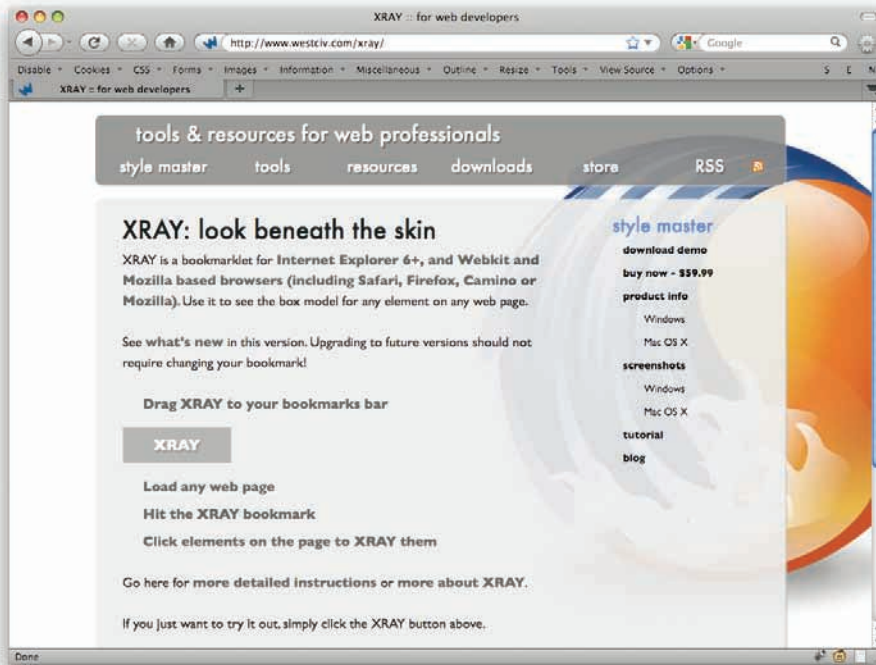 XRAY :: for web developers
http://www.westciv.com/xray/
Google
Disable Cookies CSS Forms Images Information Miscellaneous Outline Resize Tools View Source Options S E N
XRAY :: for web developers +
tools & resources for web professionals
style master tools resources downloads store RSS
XRAY: look beneath the skin
XRAY is a bookmarklet for Internet Explorer 6+, and Webkit and
Mozilla based browsers (including Safari, Firefox, Camino or
Mozilla). Use it to see the box model for any element on any web page.
See what's new in this version. Upgrading to future versions should not
require changing your bookmark!
Drag XRAY to your bookmarks bar
XRAY
Load any web page
Hit the XRAY bookmark
Click elements on the page to XRAY them
Go here for more detailed instructions or more about XRAY.
If you just want to try it out, simply click the XRAY button above.
style master
download demo
buy now - $59.99
product info
Windows
Mac OS X
screenshots
Windows
Mac OS X
tutorial
blog
Done